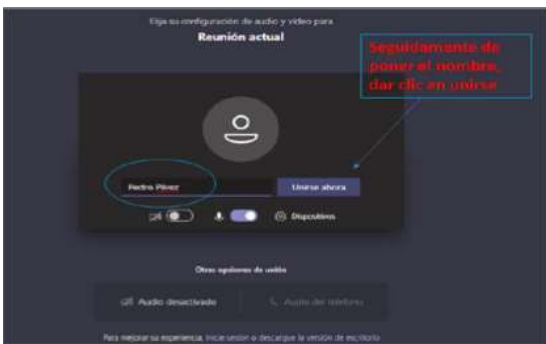 Elija su configuración de audio y vídeo para
Reunión actual
Seguidamente de
poner el nombre,
dar clic en unirse
Pedro Pérez
Unirse ahora
Dispositivos
Otras opciones de unión
Audio desactivado
Audio del teléfono
Para mejorar su experiencia, inicie sesión o descargue la versión de escritorio